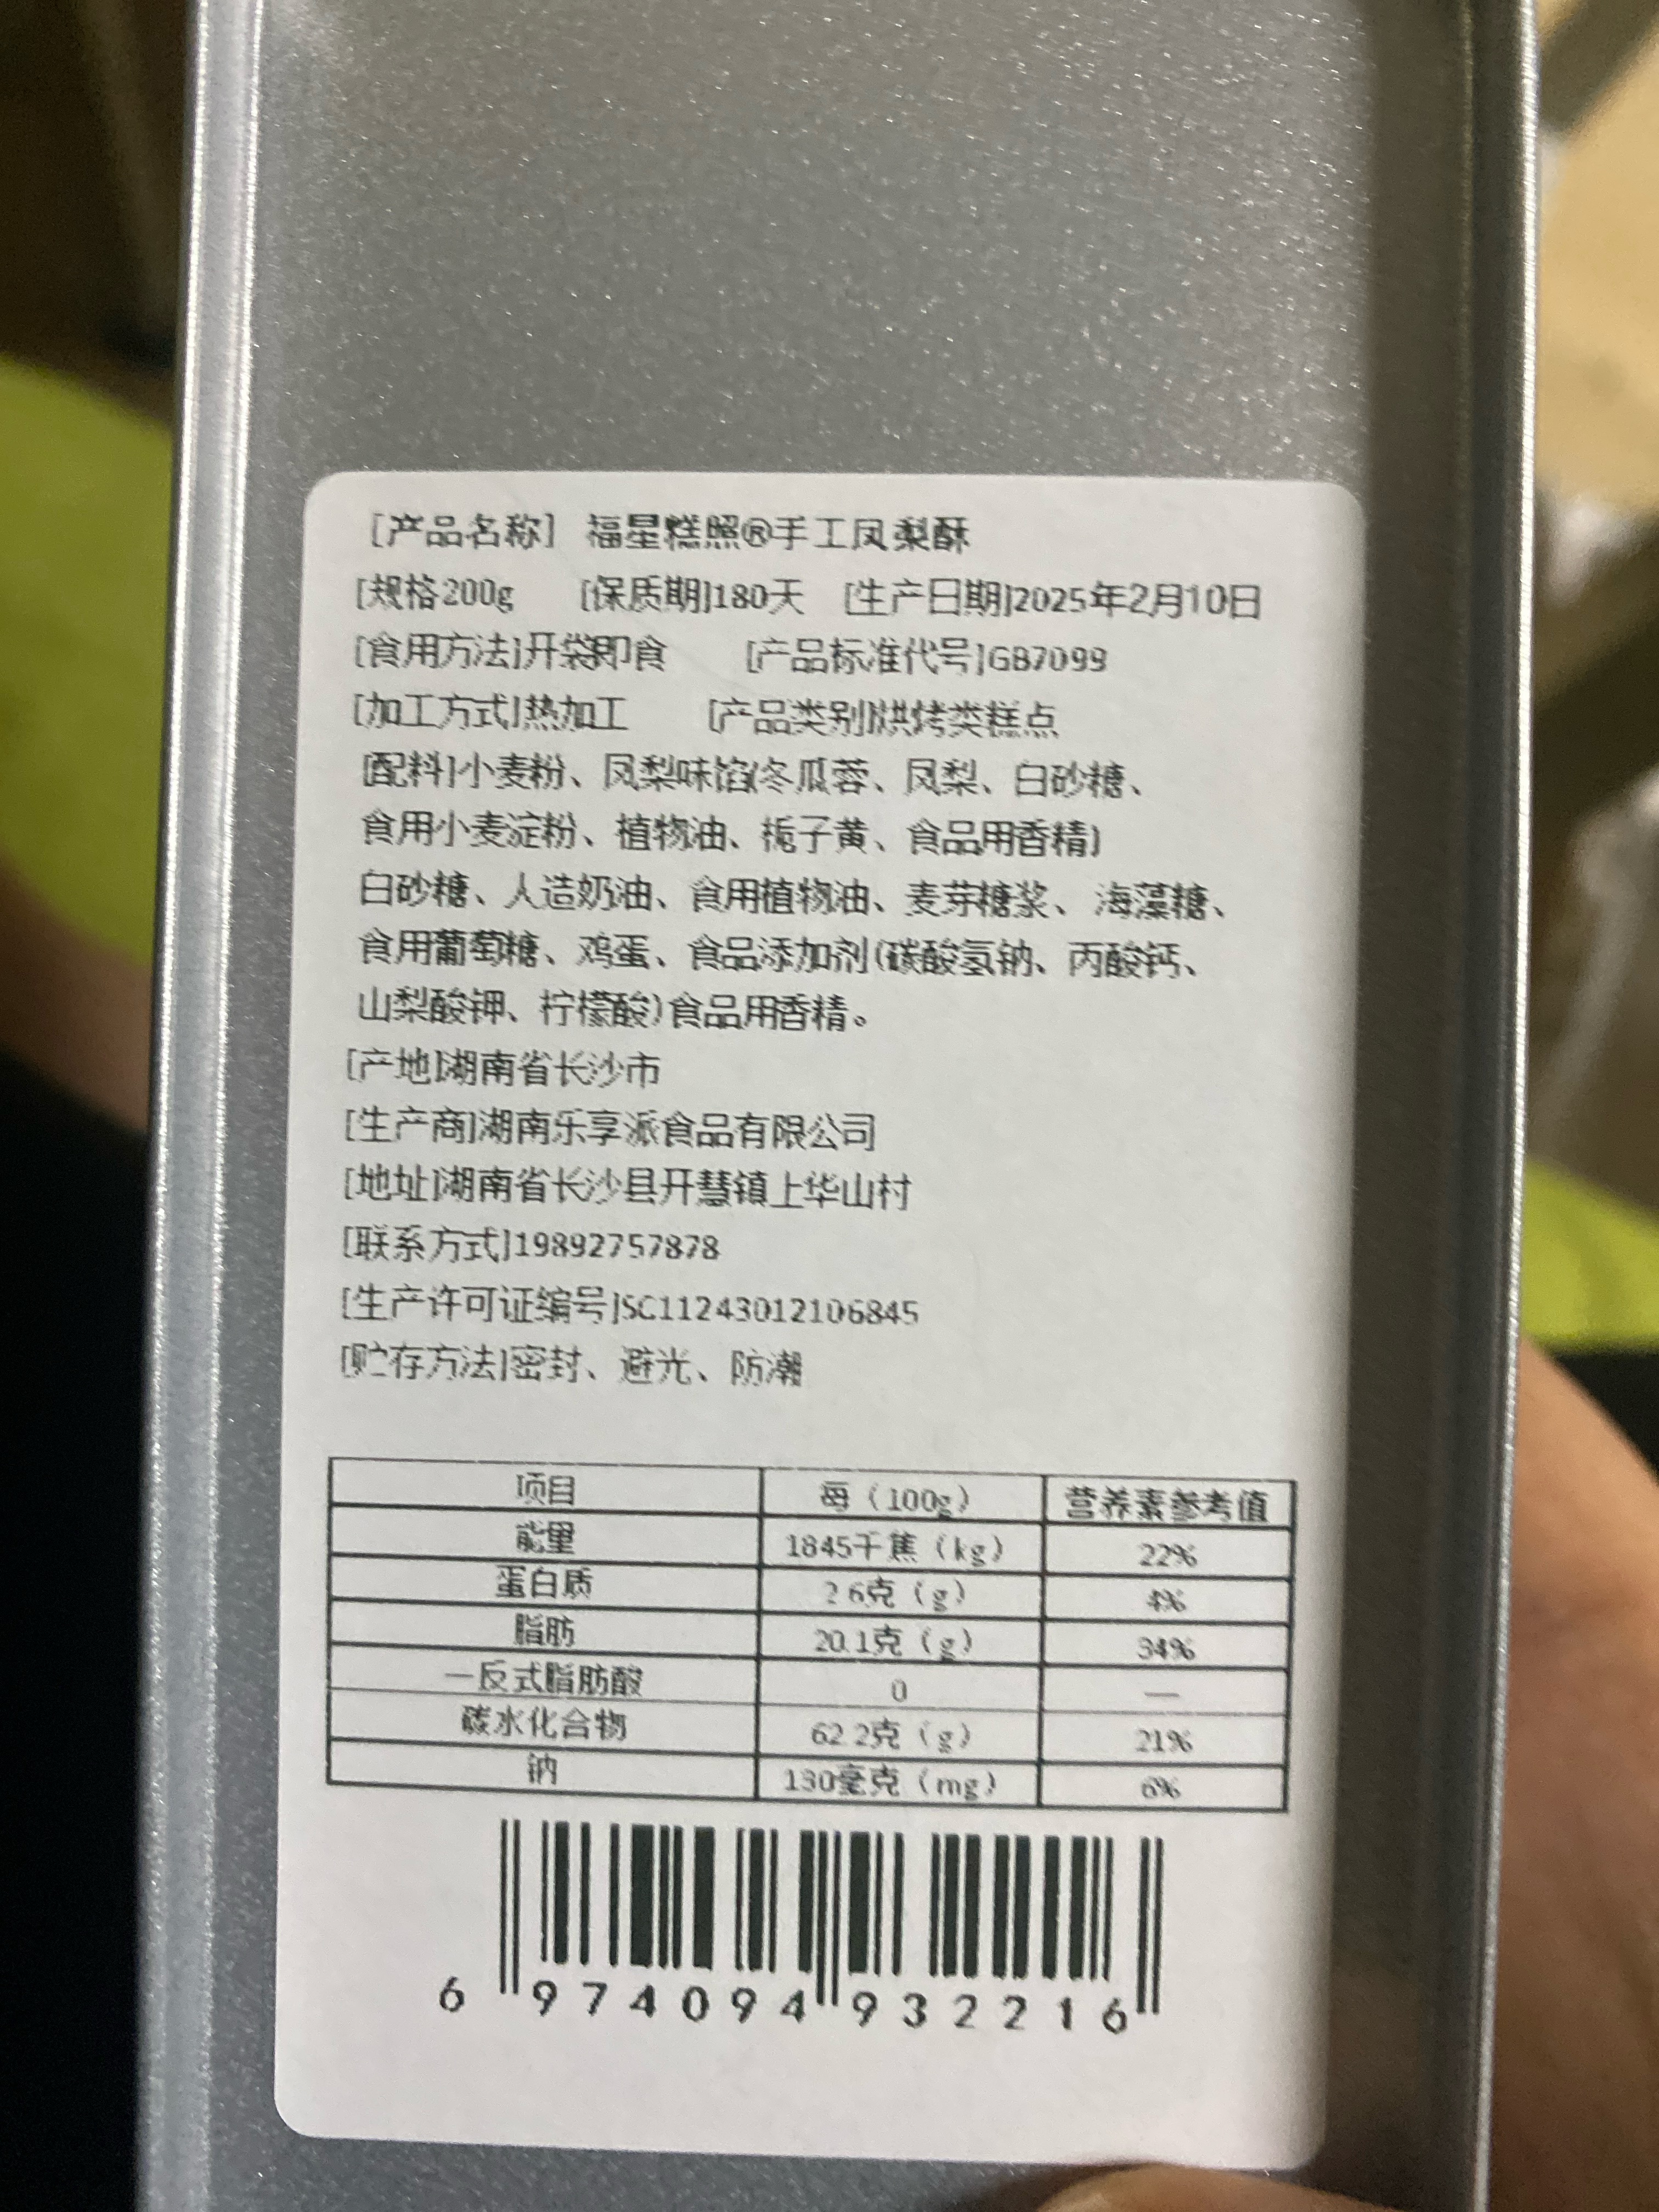 [产品名称] 福星糕照®手工凤梨酥
[规格200g [保质期]180天 [生产日期]2025年2月10日
[食用方法]开袋即食 [产品标准代号]GB7099
[加工方式]热加工 [产品类别]烘烤类糕点
[配料]小麦粉、凤梨味馅(冬瓜蓉、凤梨、白砂糖、
食用小麦淀粉、植物油、栀子黄、食品用香精)
白砂糖、人造奶油、食用植物油、麦芽糖浆、海藻糖、
食用葡萄糖、鸡蛋、食品添加剂(碳酸氢钠、丙酸钙、
山梨酸钾、柠檬酸)食品用香精。
[产地]湖南省长沙市
[生产商]湖南乐享派食品有限公司
[地址]湖南省长沙县开慧镇上华山村
[联系方式]19892757878
[生产许可证编号]SC11243012106845
[贮存方法]密封、避光、防潮
项目 每（100g） 营养素参考值
能量 1845千焦（kg） 22%
蛋白质 2.6克（g） 4%
脂肪 20.1克（g） 34%
一反式脂肪酸 0 —
碳水化合物 62.2克（g） 21%
钠 130毫克（mg） 6%
6 974094 932216